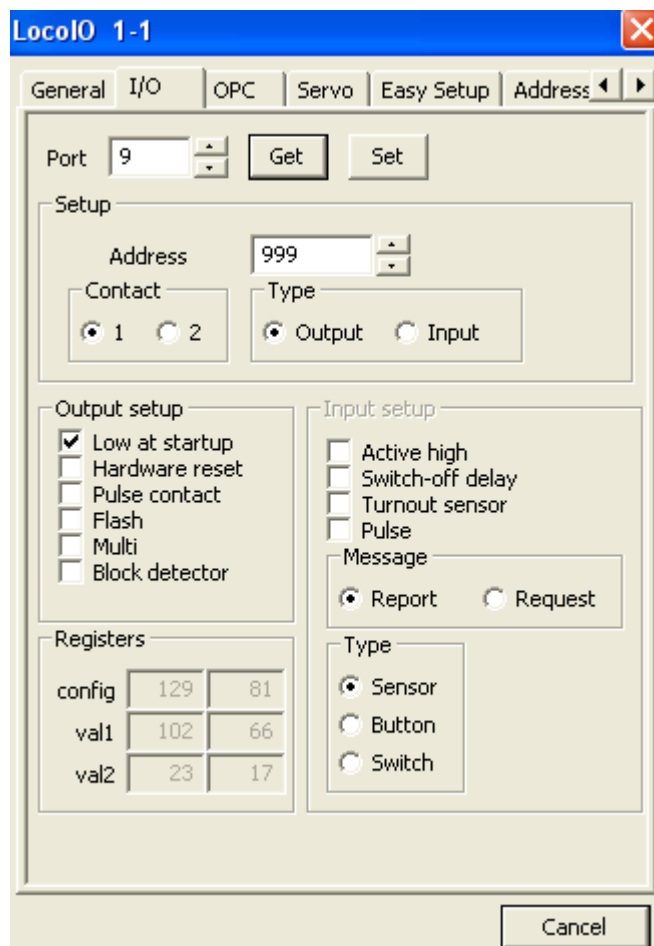 LocoIO 1-1
General I/O OPC Servo Easy Setup Address
Port 9 Get Set
Setup
Address 999
Contact Type
1 2 Output Input
Output setup
Low at startup
Hardware reset
Pulse contact
Flash
Multi
Block detector
Registers
config 129 81
val1 102 66
val2 23 17
Input setup
Active high
Switch-off delay
Turnout sensor
Pulse
Message
Report Request
Type
Sensor
Button
Switch
Cancel